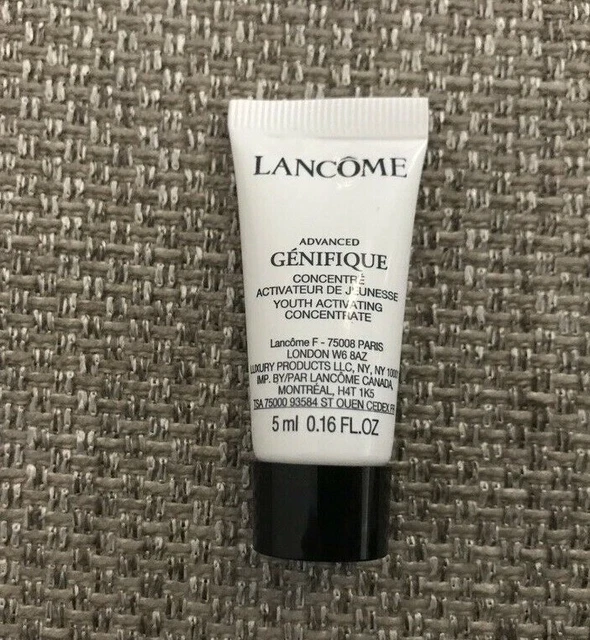 LANCÔME
ADVANCED
GÉNIFIQUE
CONCENTRÉ
ACTIVATEUR DE JEUNESSE
YOUTH ACTIVATING
CONCENTRATE
Lancôme F - 75008 PARIS
LONDON W6 8AZ
LUXURY PRODUCTS LLC, NY, NY
IMP. BY/PAR LANCÔME CANADA,
MONTRÉAL, H4T 1K5
TSA 75000 93584 ST OUEN CEDEX FR
5 ml 0.16 FL.OZ